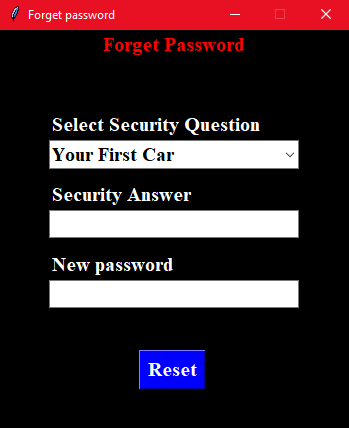 Forget password
Forget Password
Select Security Question
Your First Car
Security Answer
New password
Reset